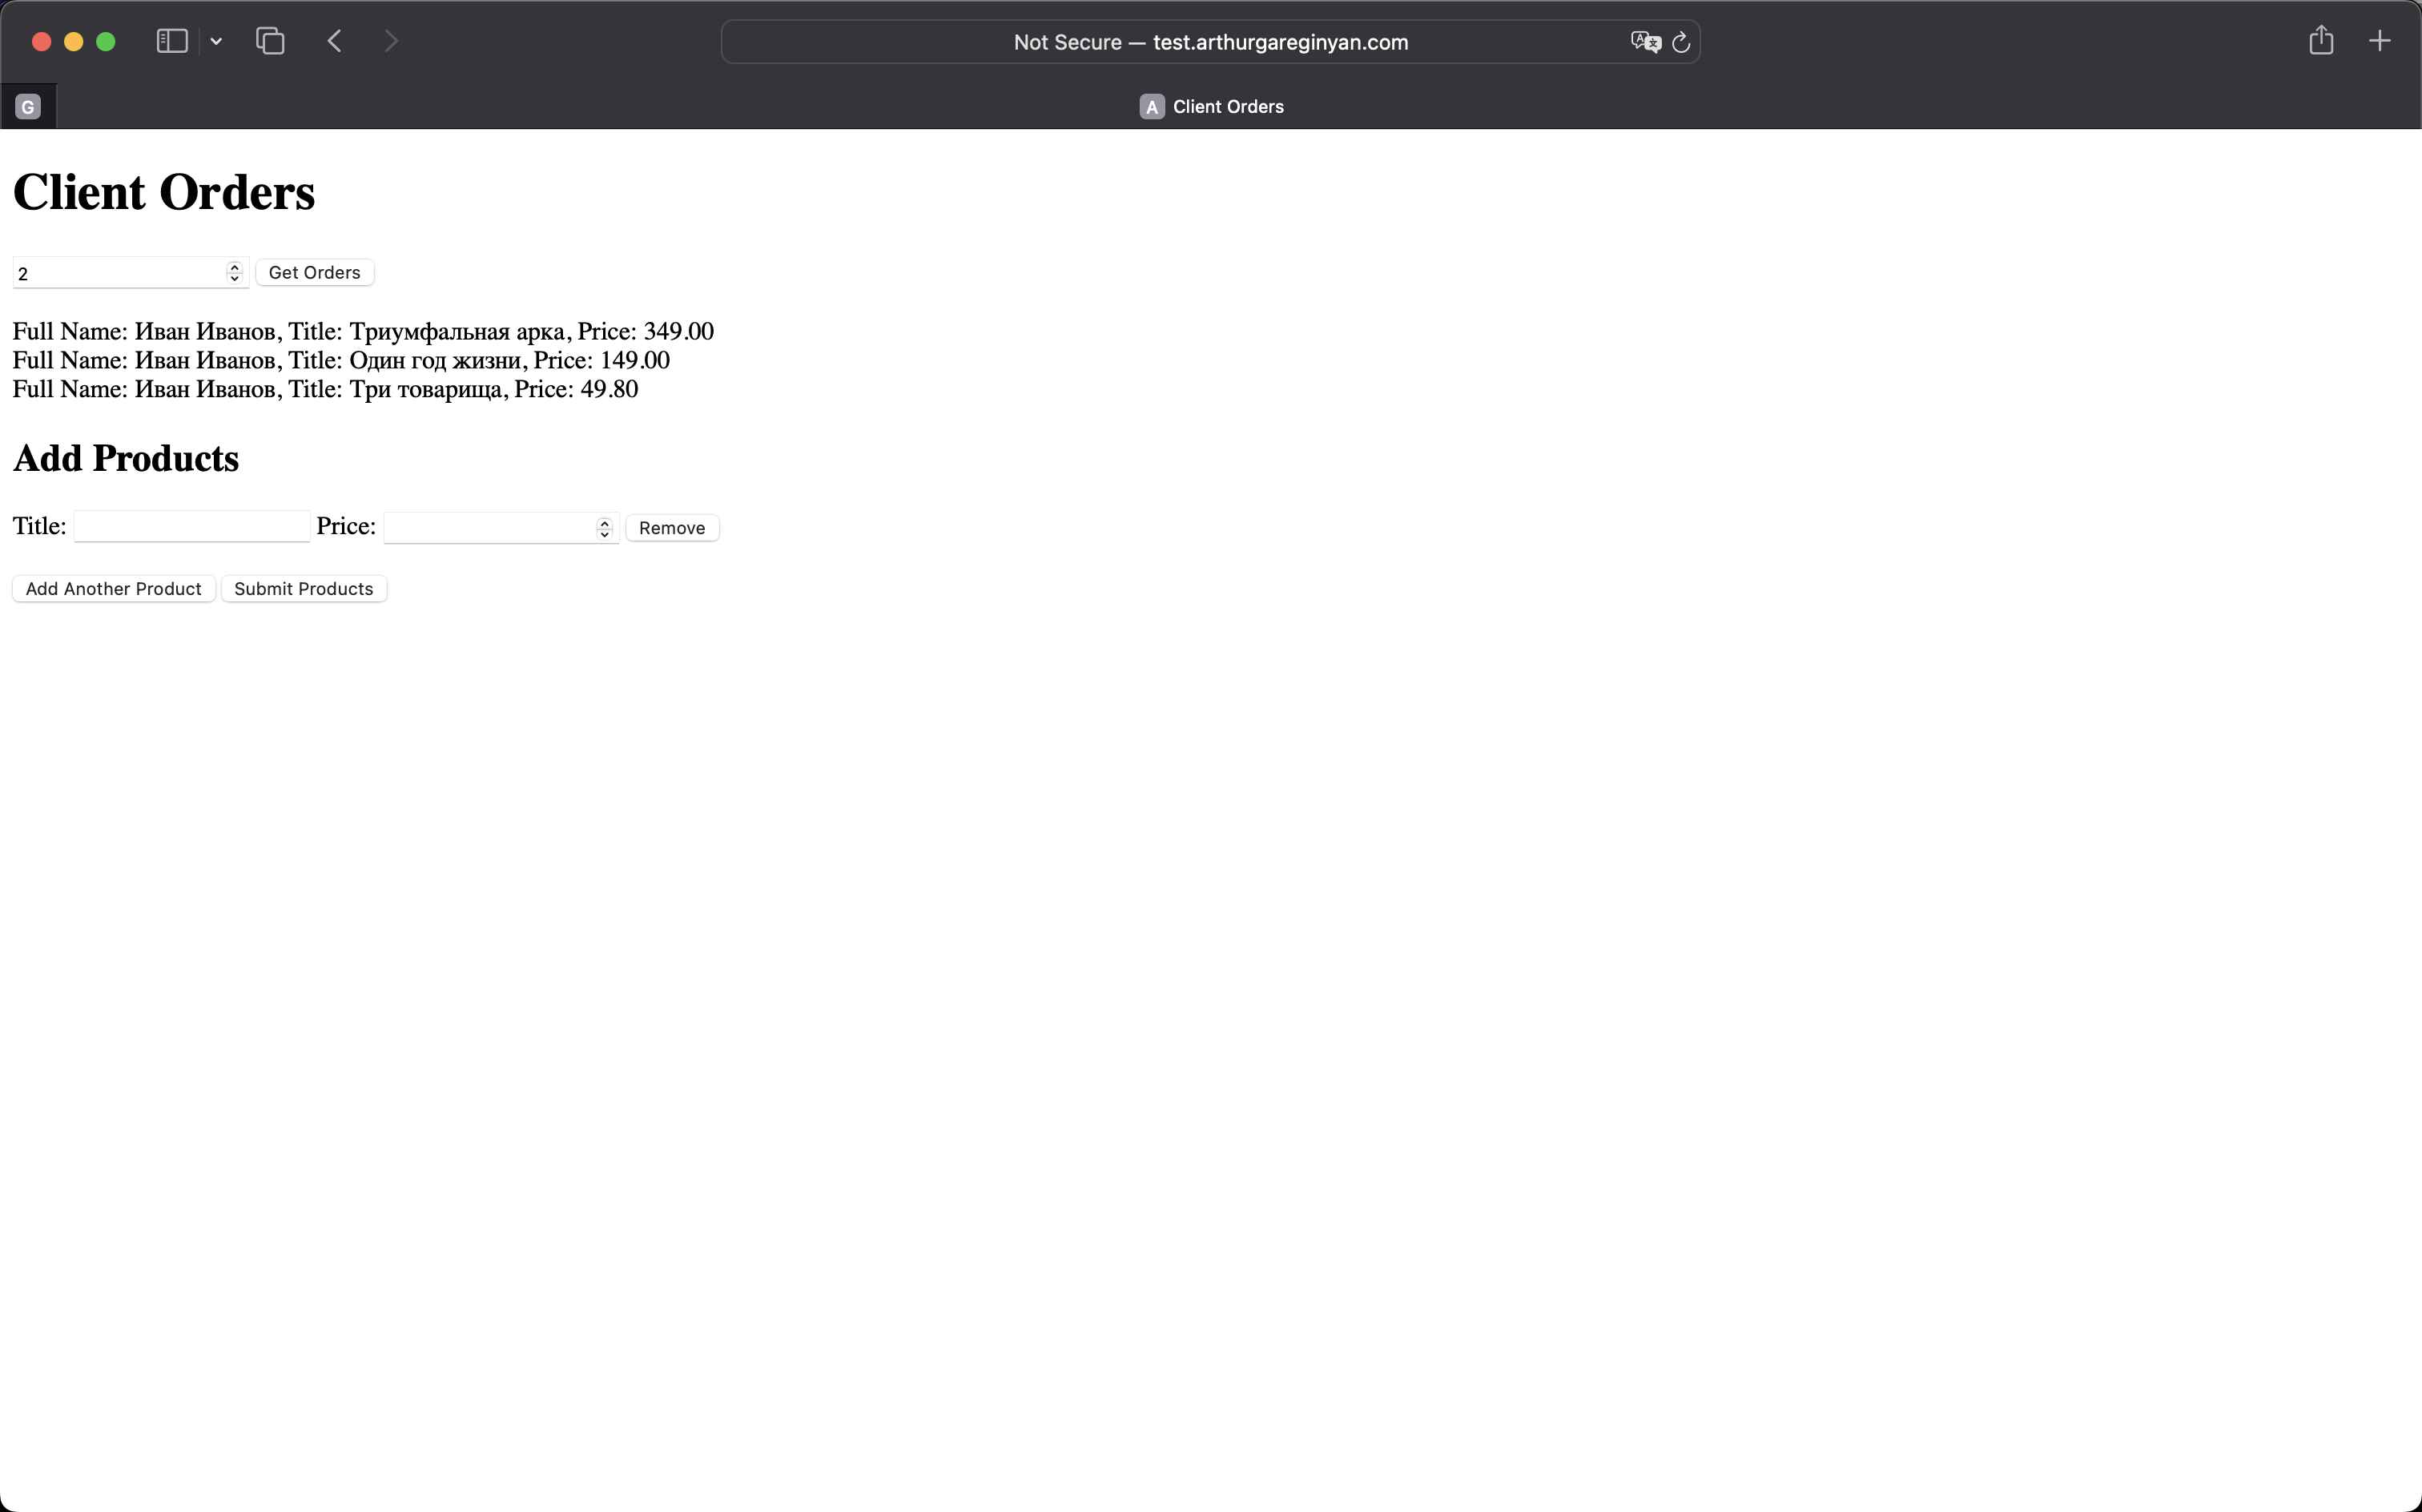 Not Secure — test.arthurgareginyan.com
G
A Client Orders
Client Orders
2 Get Orders
Full Name: Иван Иванов, Title: Триумфальная арка, Price: 349.00
Full Name: Иван Иванов, Title: Один год жизни, Price: 149.00
Full Name: Иван Иванов, Title: Три товарища, Price: 49.80
Add Products
Title: Price: Remove
Add Another Product Submit Products